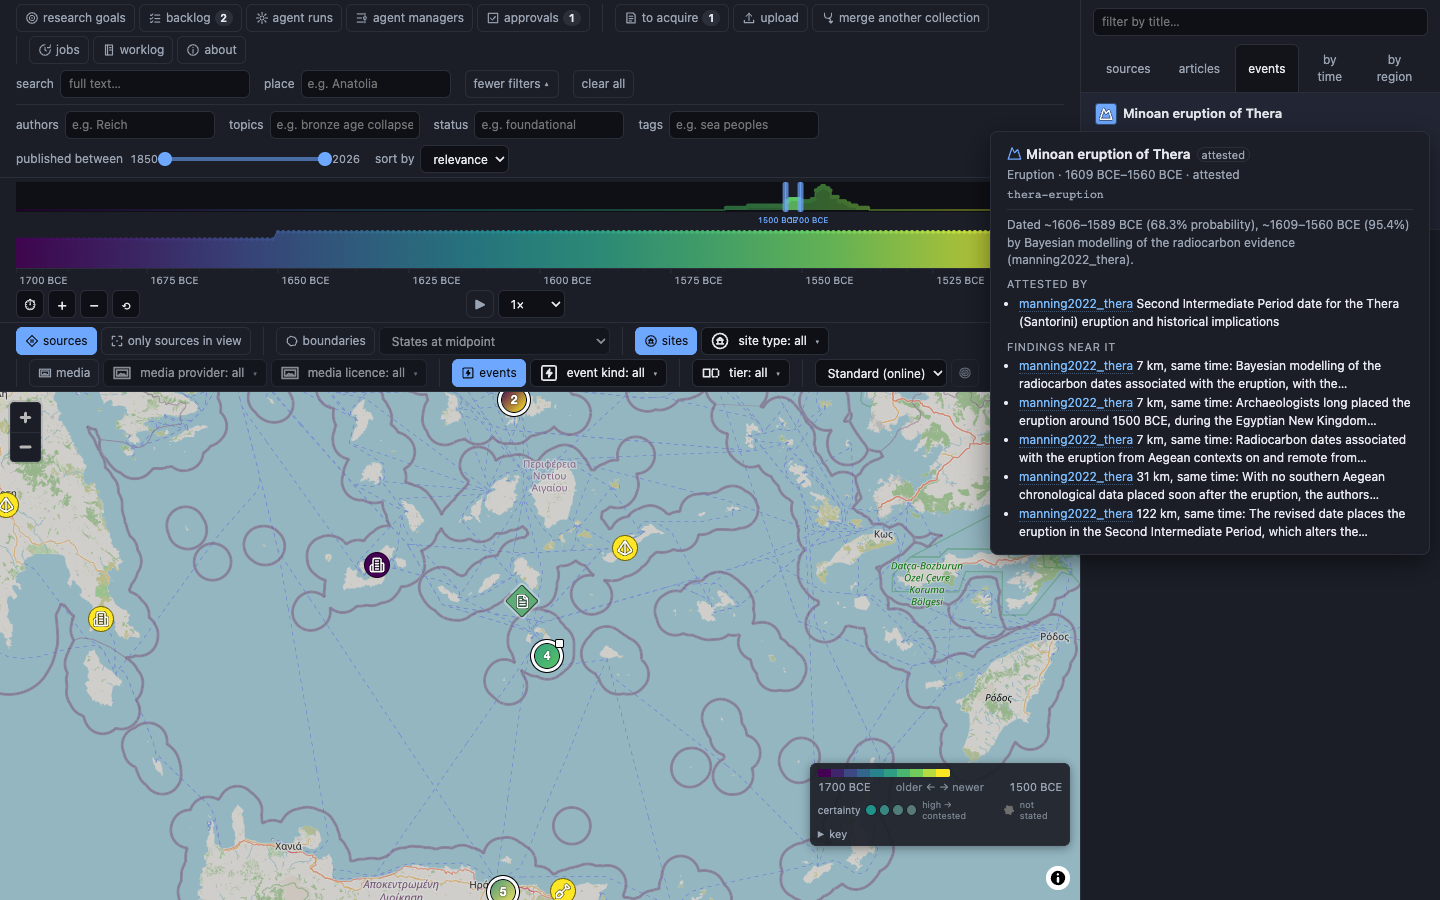 research goals
backlog 2
agent runs
agent managers
approvals 1
to acquire 1
upload
merge another collection
jobs
worklog
about
search full text...
place e.g. Anatolia
fewer filters
clear all
authors e.g. Reich
topics e.g. bronze age collapse
status e.g. foundational
tags e.g. sea peoples
published between 1850 2026
sort by relevance
1500 BCE
1700 BCE 1675 BCE 1650 BCE 1625 BCE 1600 BCE 1575 BCE 1550 BCE 1525 BCE
1x
sources
only sources in view
boundaries
States at midpoint
sites
site type: all
media
media provider: all
media licence: all
events
event kind: all
tier: all
Standard (online)
filter by title...
sources
articles
events
by
time
by
region
Minoan eruption of Thera
Minoan eruption of Thera attested
Eruption · 1609 BCE–1560 BCE · attested
thera-eruption
Dated ~1606–1589 BCE (68.3% probability), ~1609–1560 BCE (95.4%)
by Bayesian modelling of the radiocarbon evidence
(manning2022_thera).
ATTESTED BY
manning2022_thera Second Intermediate Period date for the Thera
(Santorini) eruption and historical implications
FINDINGS NEAR IT
manning2022_thera 7 km, same time: Bayesian modelling of the
radiocarbon dates associated with the eruption, with the...
manning2022_thera 7 km, same time: Archaeologists long placed the
eruption around 1500 BCE, during the Egyptian New Kingdom...
manning2022_thera 7 km, same time: Radiocarbon dates associated
with the eruption from Aegean contexts on and remote from...
manning2022_thera 31 km, same time: With no southern Aegean
chronological data placed soon after the eruption, the authors...
manning2022_thera 122 km, same time: The revised date places the
eruption in the Second Intermediate Period, which alters the...
2
Περιφέρεια
Νοτίου
Αιγαίου
Κως
Datça-Bozburun
Özel Çevre
Koruma
Bölgesi
4
Ρόδος
Ρόδος
1700 BCE older ← → newer 1500 BCE
certainty
high →
contested
not
stated
key
Χανιά
Αποκεντρωμένη
Διοίκηση
5